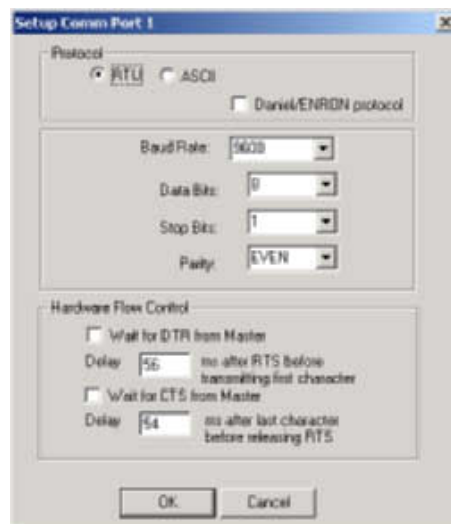 Setup Comm Port 1
Protocol
RTU ASCII
Daniel/ENRON protocol
Baud Rate: 9600
Data Bits: 8
Stop Bits: 1
Parity: EVEN
Hardware Flow Control
Wait for DTR from Master
Delay 56 ms after RTS before
transmitting first character
Wait for CTS from Master
Delay 54 ms after last character
before releasing RTS
OK Cancel